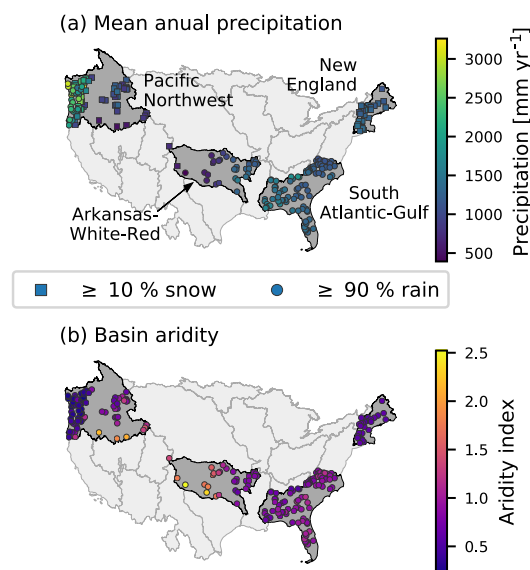 (a) Mean anual precipitation
Pacific
Northwest
New
England
Arkansas-
White-Red
South
Atlantic-Gulf
3000
2500
2000
1500
1000
500
Precipitation [mm yr⁻¹]
≥ 10 % snow
≥ 90 % rain
(b) Basin aridity
2.5
2.0
1.5
1.0
0.5
Aridity index